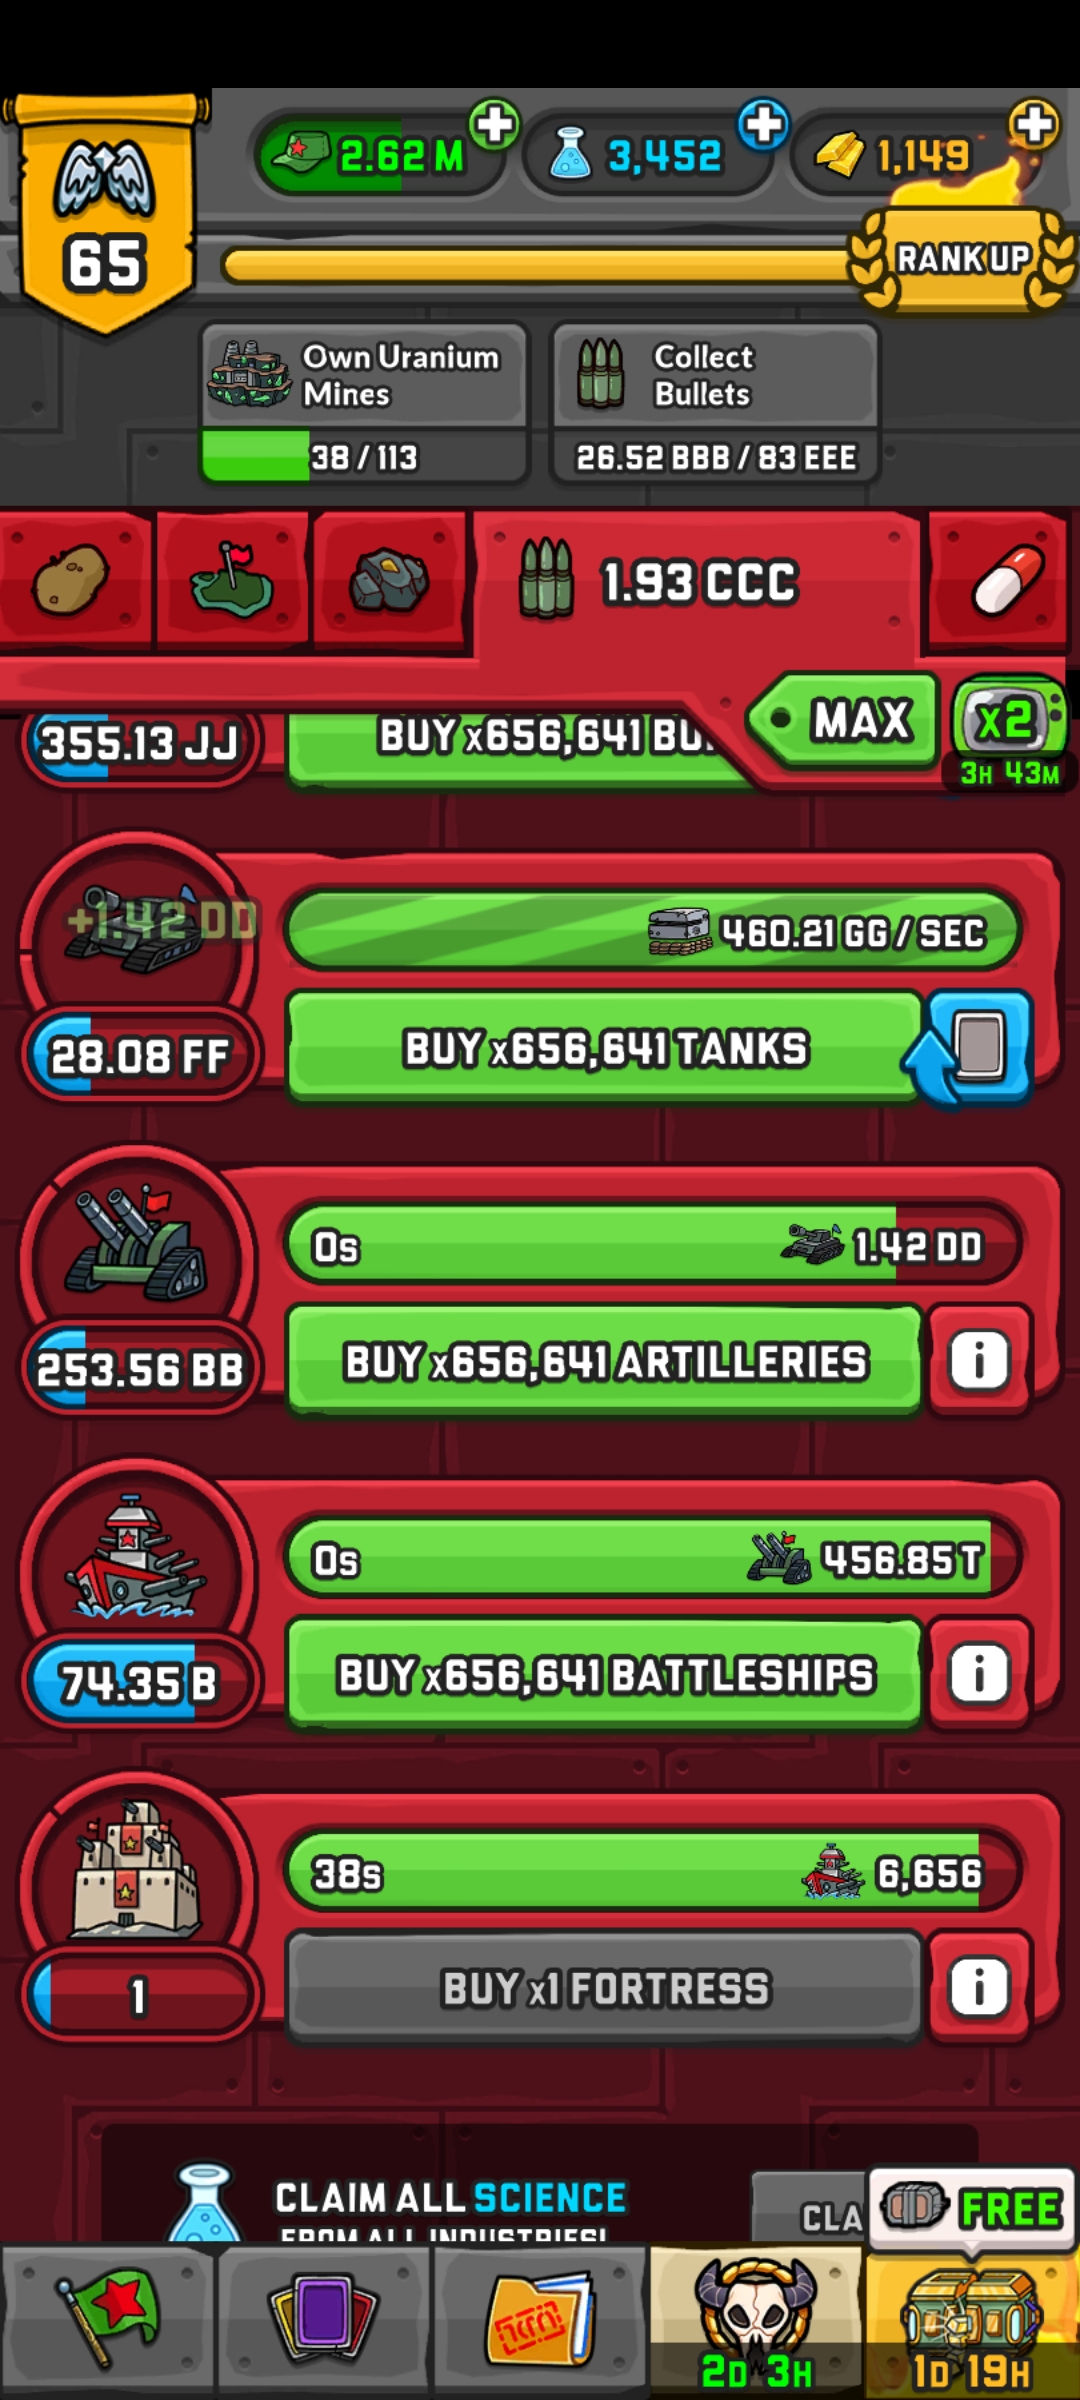 2.62 M
3,452
1,149
65
RANK UP
Own Uranium
Mines
38 / 113
Collect
Bullets
26.52 BBB / 83 EEE
1.93 CCC
MAX
x2
3H 43M
355.13 JJ
BUY x656,641
+1.42 DD
460.21 GG / SEC
28.08 FF
BUY x656,641 TANKS
0s
1.42 DD
253.56 BB
BUY x656,641 ARTILLERIES
i
0s
456.85 T
74.35 B
BUY x656,641 BATTLESHIPS
i
38s
6,656
1
BUY x1 FORTRESS
i
CLAIM ALL SCIENCE
FROM ALL INDUSTRIES!
CLA
FREE
2D 3H
1D 19H